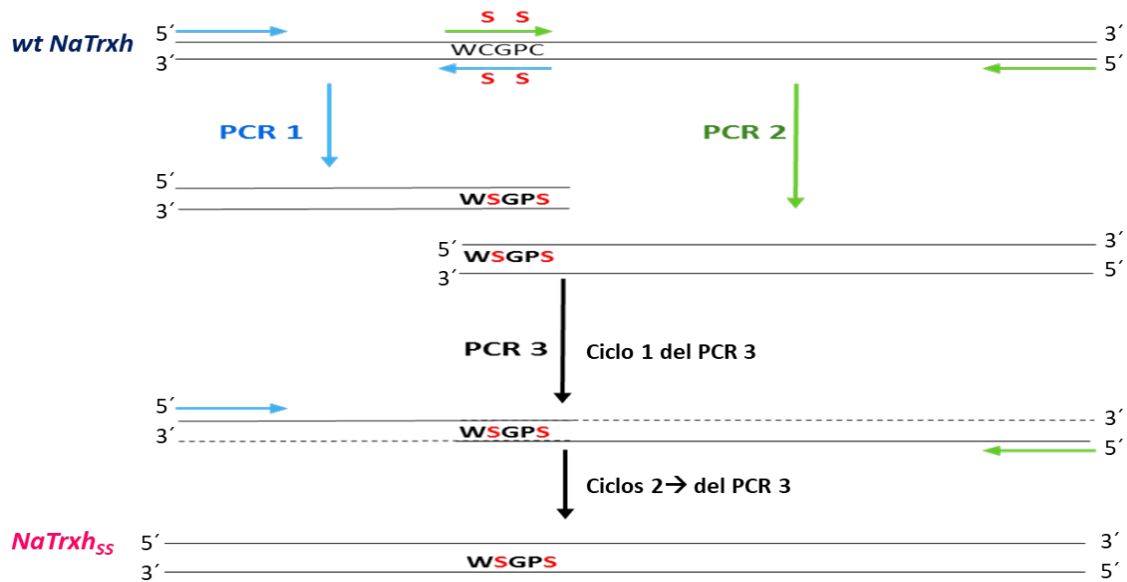 S S
5´ 3´
wt NaTrxh
WCGPC
3´ 5´
S S
PCR 1 PCR 2
5´
WSGPS
3´
5´ 3´
WSGPS
3´ 5´
PCR 3 Ciclo 1 del PCR 3
5´ 3´
WSGPS
3´ 5´
Ciclos 2→ del PCR 3
NaTrxhSS 5´ 3´
WSGPS
3´ 5´